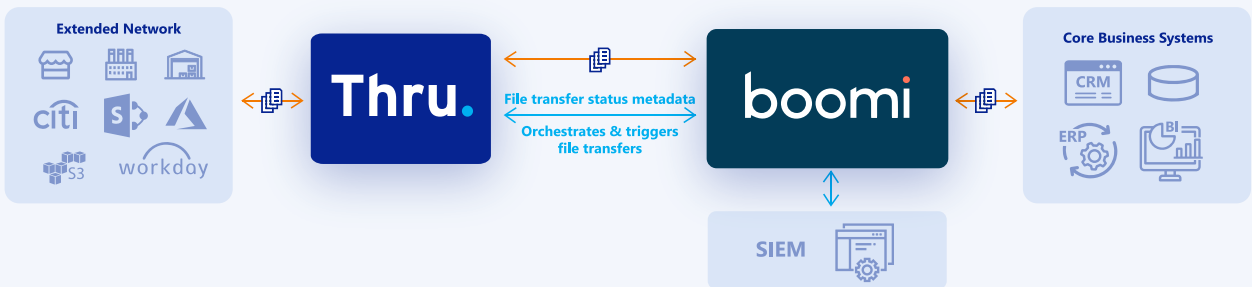 Extended Network
citi
S
S3
workday
Thru.
File transfer status metadata
Orchestrates & triggers
file transfers
boomi
SIEM
Core Business Systems
CRM
ERP
BI